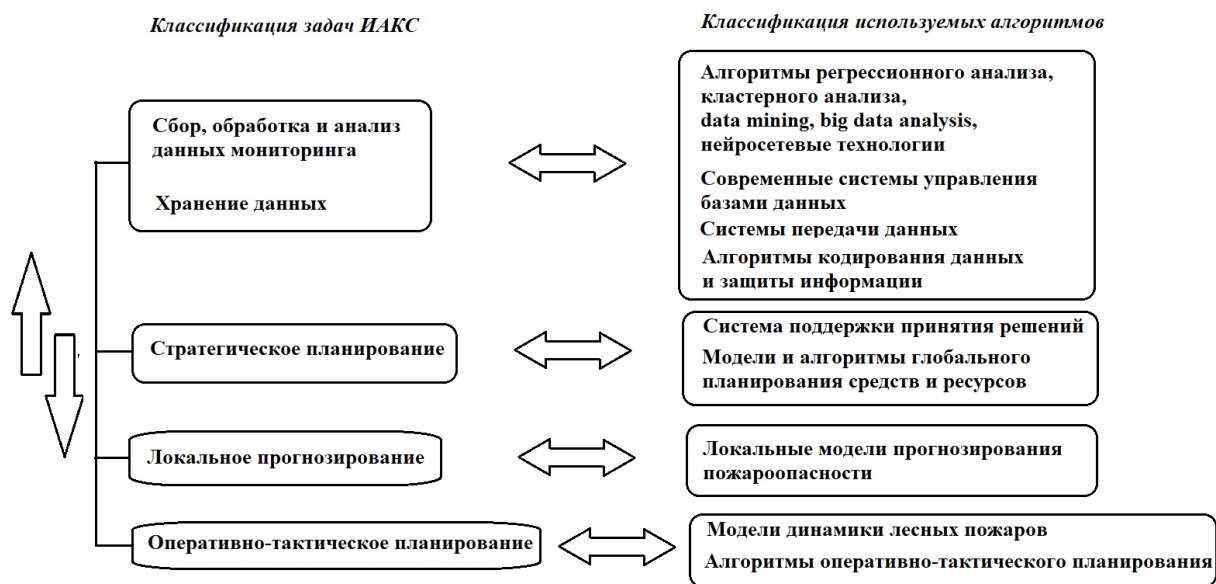 Классификация задач ИАКС
Классификация используемых алгоритмов
Сбор, обработка и анализ
данных мониторинга
Хранение данных
Алгоритмы регрессионного анализа,
кластерного анализа,
data mining, big data analysis,
нейросетевые технологии
Современные системы управления
базами данных
Системы передачи данных
Алгоритмы кодирования данных
и защиты информации
Стратегическое планирование
Система поддержки принятия решений
Модели и алгоритмы глобального
планирования средств и ресурсов
Локальное прогнозирование
Локальные модели прогнозирования
пожароопасности
Оперативно-тактическое планирование
Модели динамики лесных пожаров
Алгоритмы оперативно-тактического планирования